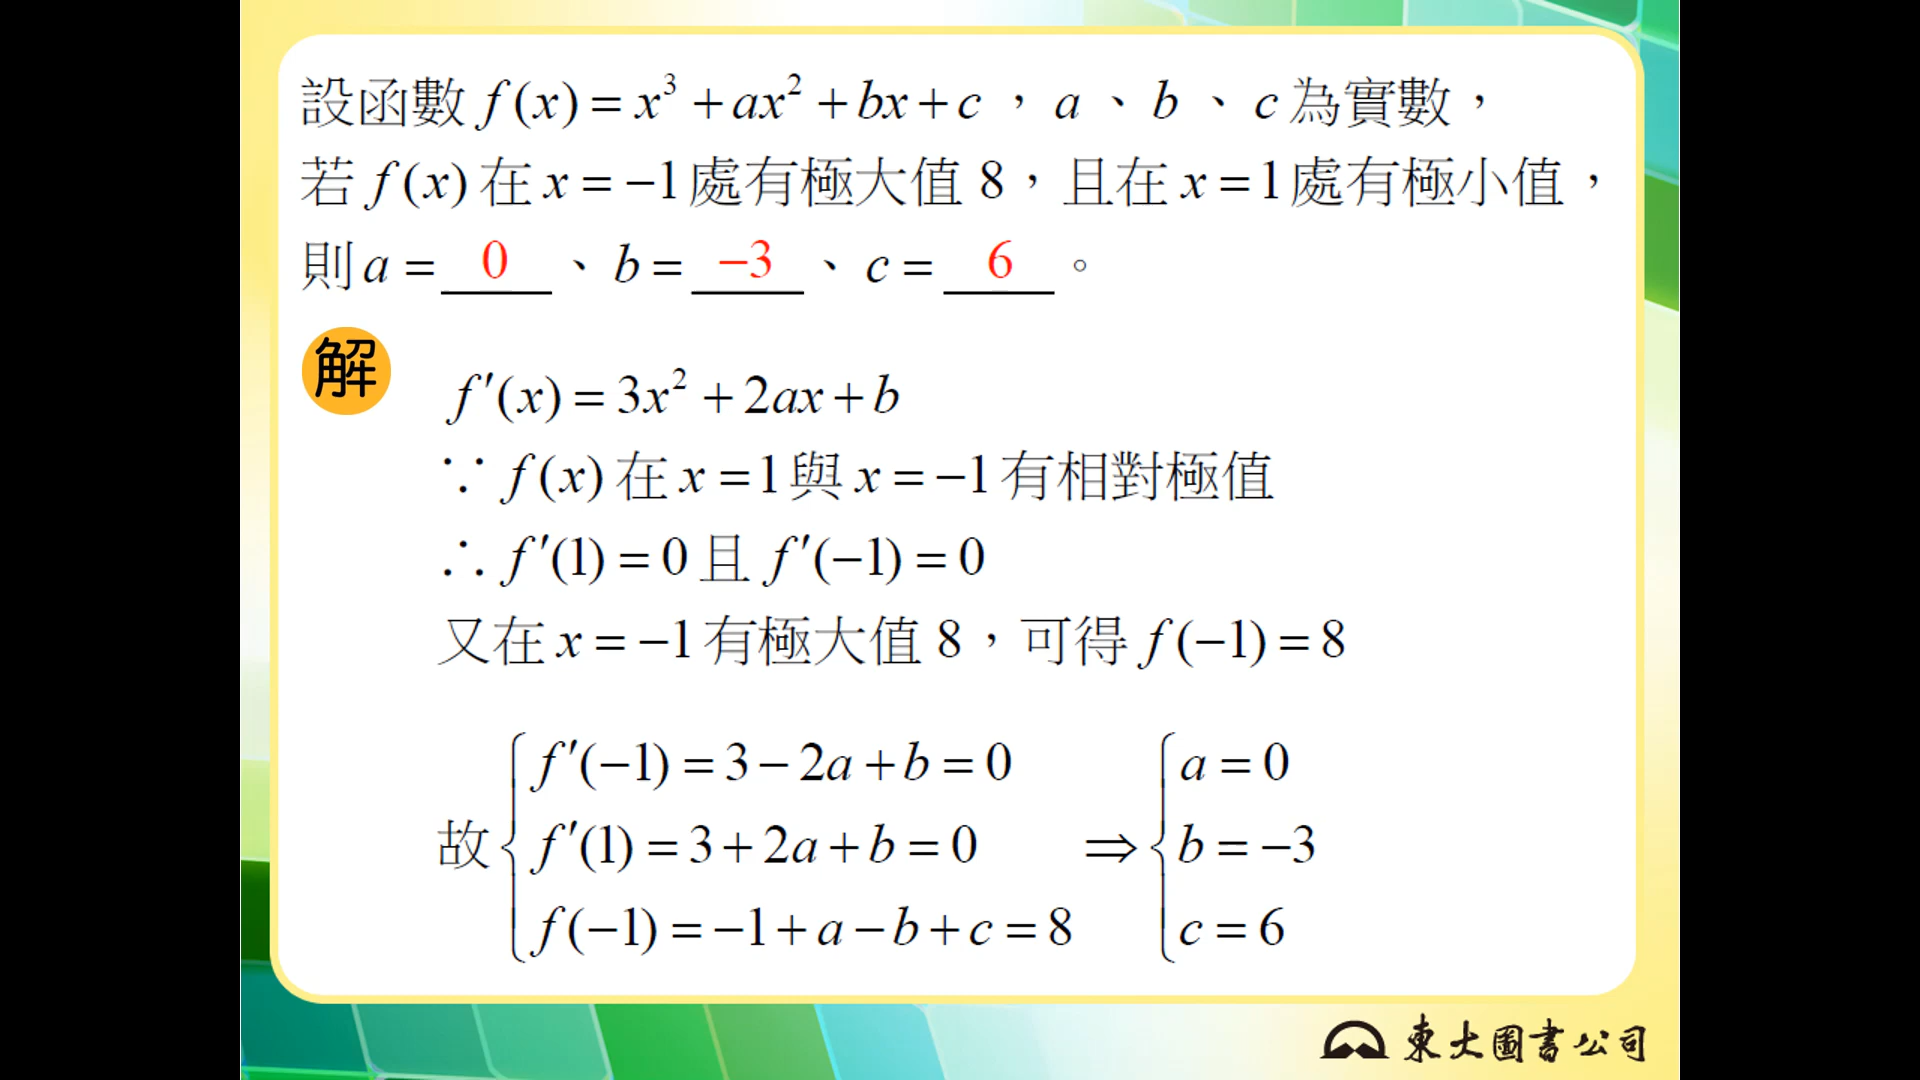 設函數 f(x)=x³+ax²+bx+c，a、b、c為實數，
若 f(x) 在 x=−1處有極大值 8，且在 x=1處有極小值，
則 a= 0 、b= −3 、c= 6 。
解
f′(x)=3x²+2ax+b
∵ f(x) 在 x=1與 x=−1有相對極值
∴ f′(1)=0且 f′(−1)=0
又在 x=−1有極大值 8，可得 f(−1)=8
f′(−1)=3−2a+b=0 a=0
故 f′(1)=3+2a+b=0 ⇒ b=−3
f(−1)=−1+a−b+c=8 c=6
東大圖書公司